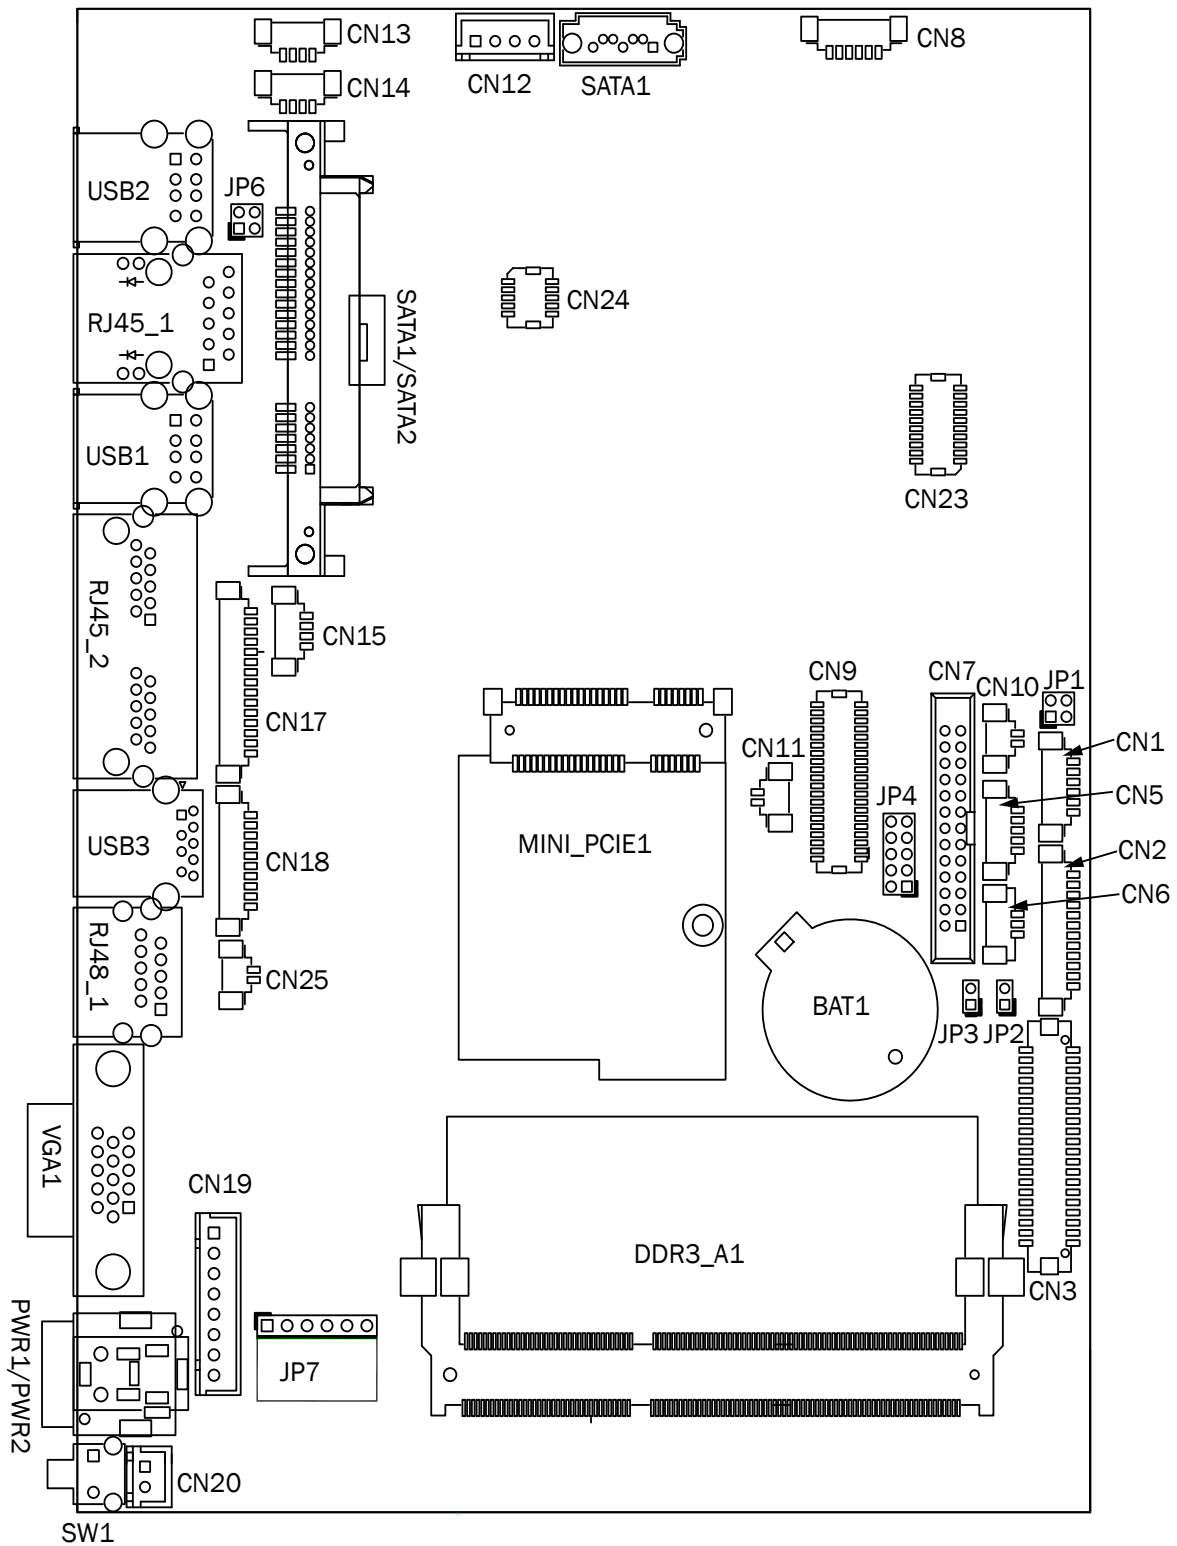 CN13
CN8
CN14
CN12
SATA1
USB2
JP6
CN24
SATA1/SATA2
RJ45_1
USB1
CN23
RJ45_2
CN15
CN9
CN7
CN10
JP1
CN17
CN11
CN1
CN5
JP4
MINI_PCIE1
USB3
CN2
CN18
CN6
RJ48_1
CN25
BAT1
JP3
JP2
VGA1
CN19
DDR3_A1
CN3
PWR1/PWR2
JP7
CN20
SW1